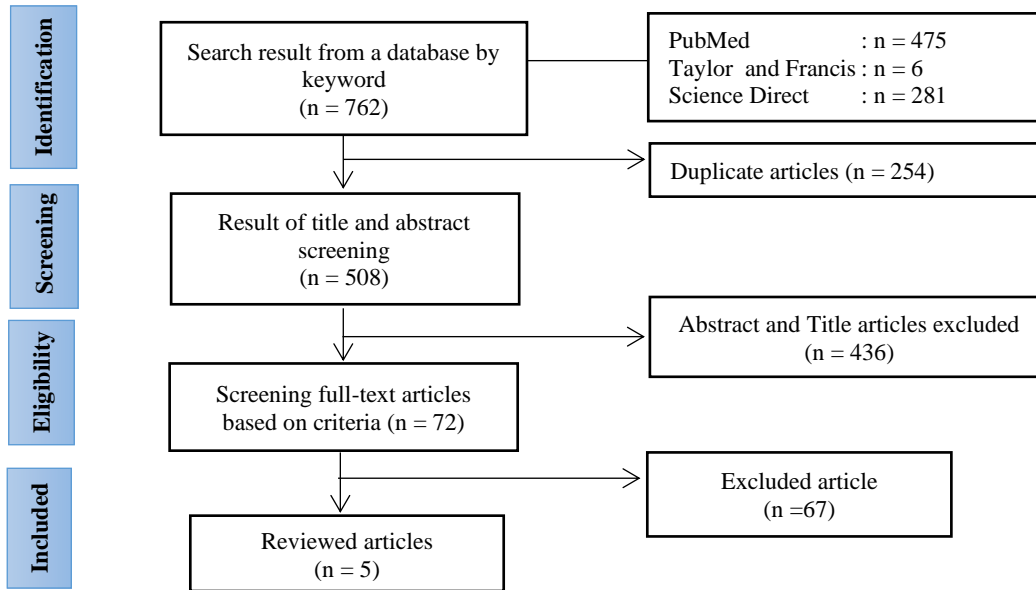 Identification
Search result from a database by
keyword
(n = 762)
PubMed : n = 475
Taylor and Francis : n = 6
Science Direct : n = 281
Duplicate articles (n = 254)
Screening
Result of title and abstract
screening
(n = 508)
Abstract and Title articles excluded
(n = 436)
Eligibility
Screening full-text articles
based on criteria (n = 72)
Excluded article
(n =67)
Included
Reviewed articles
(n = 5)